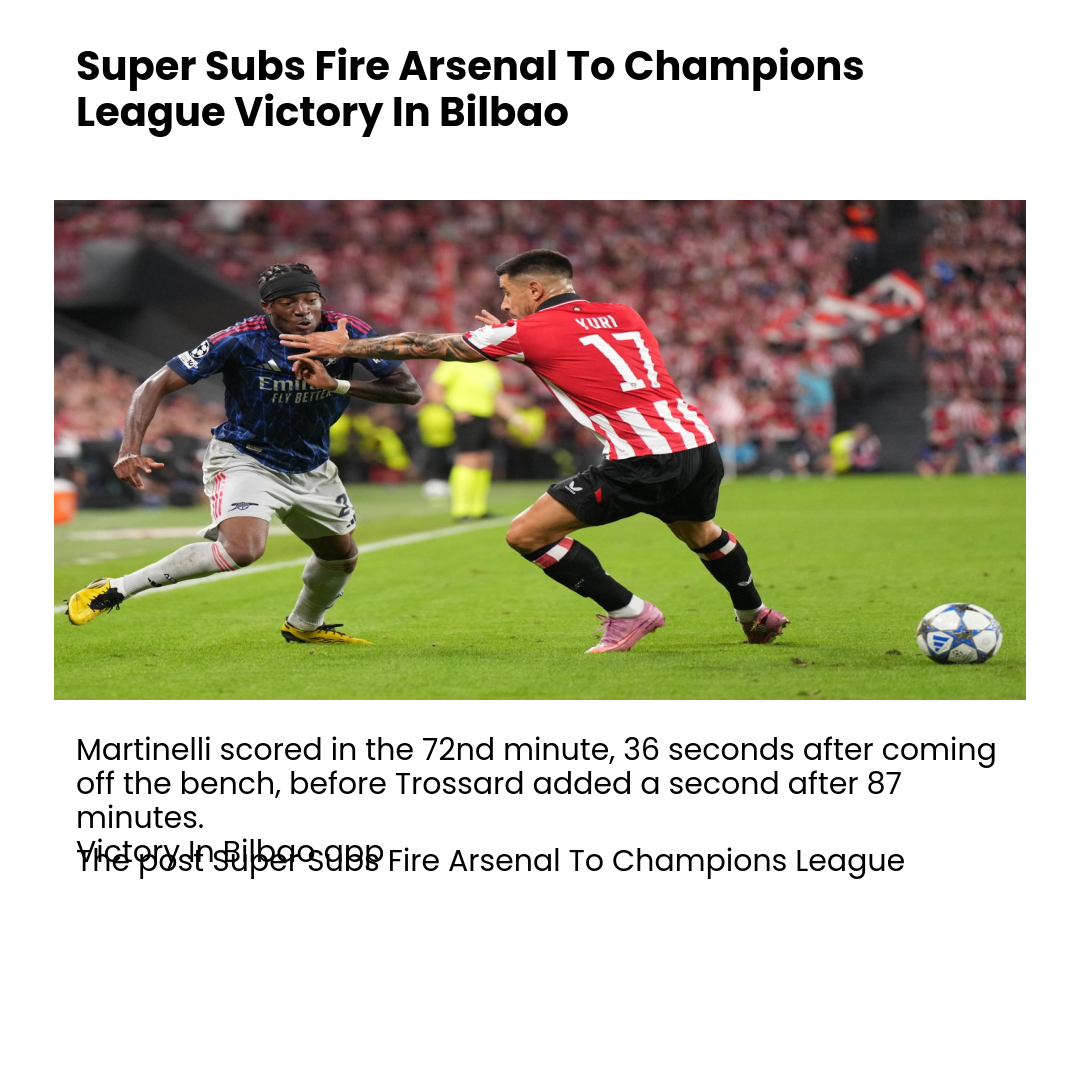 Super Subs Fire Arsenal To Champions
League Victory In Bilbao
Emi
FLY BETTER
2
YURI
17
Martinelli scored in the 72nd minute, 36 seconds after coming
off the bench, before Trossard added a second after 87
minutes.
Victory In Bilbao app
The post Super Subs Fire Arsenal To Champions League